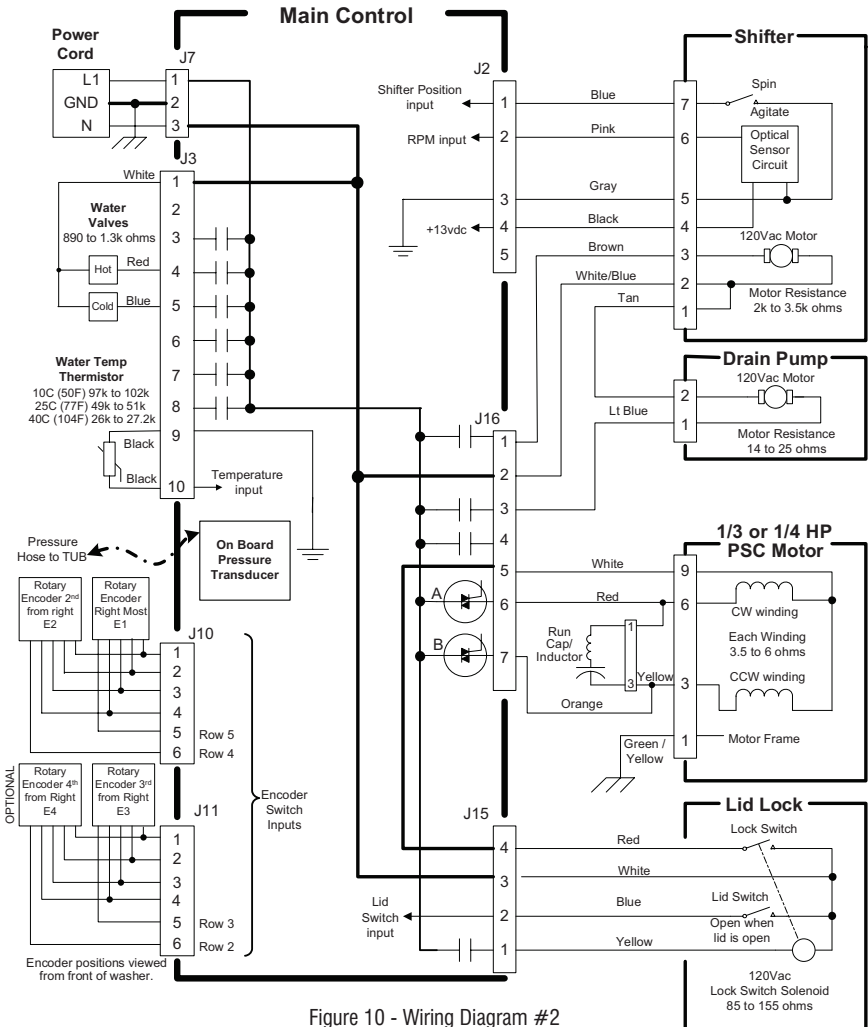 Main Control
Power
Cord
L1
GND
N
J7
1
2
3
J3
White
1
2
3
4
5
6
7
8
9
10
Water
Valves
890 to 1.3k ohms
Hot
Red
Cold
Blue
Water Temp
Thermistor
10C (50F) 97k to 102k
25C (77F) 49k to 51k
40C (104F) 26k to 27.2k
Black
Black
Temperature
input
Pressure
Hose to TUB
On Board
Pressure
Transducer
Rotary
Encoder 2nd
from right
E2
Rotary
Encoder
Right Most
E1
J10
1
2
3
4
5
6
Row 5
Row 4
OPTIONAL
Rotary
Encoder 4th
from Right
E4
Rotary
Encoder 3rd
from Right
E3
J11
1
2
3
4
5
6
Row 3
Row 2
Encoder
Switch
Inputs
Encoder positions viewed
from front of washer.
J2
Shifter Position
input
RPM input
+13vdc
1
2
3
4
5
Blue
Pink
Gray
Black
Brown
White/Blue
Tan
Shifter
7
6
5
4
3
2
1
Spin
Agitate
Optical
Sensor
Circuit
120Vac Motor
Motor Resistance
2k to 3.5k ohms
Drain Pump
120Vac Motor
2
1
Lt Blue
Motor Resistance
14 to 25 ohms
J16
1
2
3
4
5
6
7
A
B
White
Red
Run
Cap/
Inductor
1
3
Yellow
Orange
Green /
Yellow
1/3 or 1/4 HP
PSC Motor
9
6
3
1
CW winding
Each Winding
3.5 to 6 ohms
CCW winding
Motor Frame
J15
4
3
2
1
Lid
Switch
input
Red
White
Blue
Yellow
Lid Lock
Lock Switch
Lid Switch
Open when
lid is open
120Vac
Lock Switch Solenoid
85 to 155 ohms
Figure 10 - Wiring Diagram #2